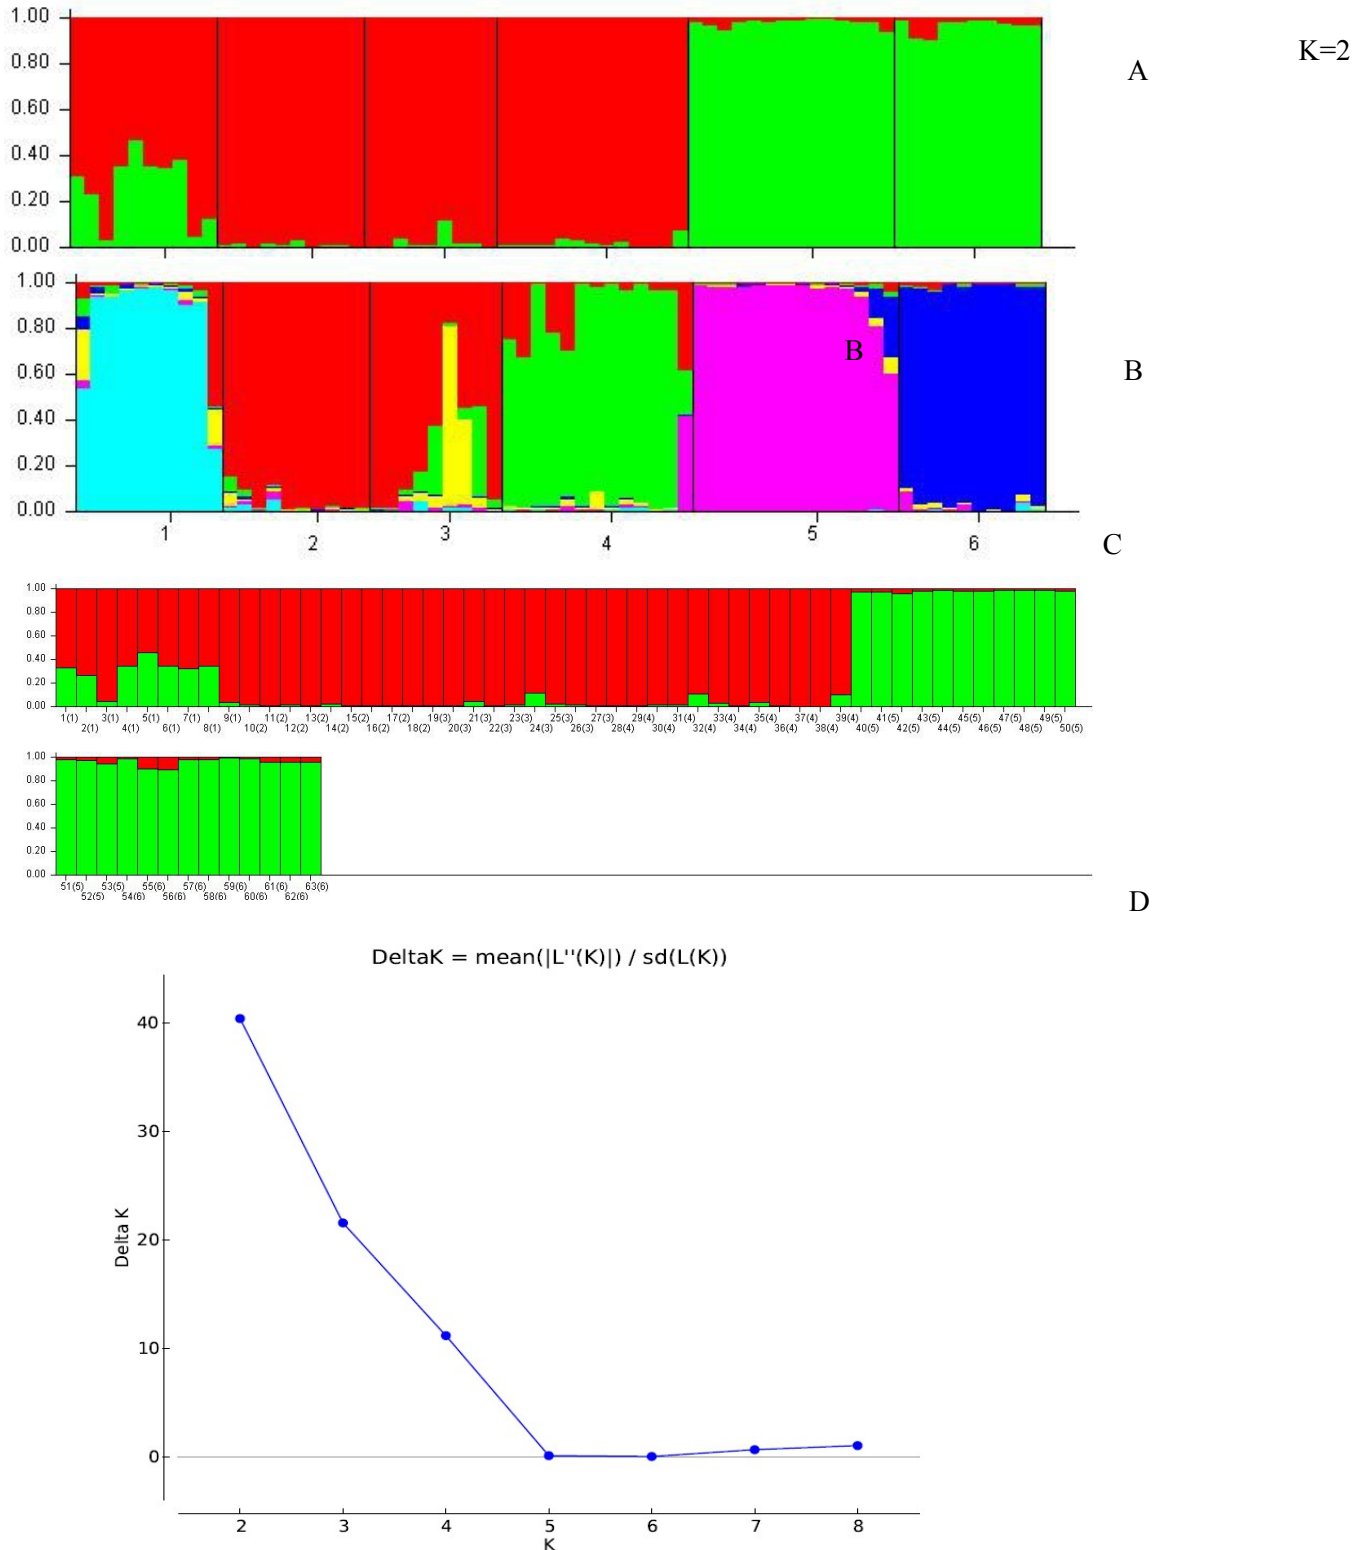 1.00
0.80
0.60
0.40
0.20
0.00
A
K=2
1.00
0.80
0.60
0.40
0.20
0.00
B
B
1 2 3 4 5 6
C
1.00
0.80
0.60
0.40
0.20
0.00
1(1) 3(1) 5(1) 7(1) 9(1) 11(2) 13(2) 15(2) 17(2) 19(3) 21(3) 23(3) 25(3) 27(3) 29(4) 31(4) 33(4) 35(4) 37(4) 39(4) 41(5) 43(5) 45(5) 47(5) 49(5)
2(1) 4(1) 6(1) 8(1) 10(2) 12(2) 14(2) 16(2) 18(2) 20(3) 22(3) 24(3) 26(3) 28(4) 30(4) 32(4) 34(4) 36(4) 38(4) 40(5) 42(5) 44(5) 46(5) 48(5) 50(5)
1.00
0.80
0.60
0.40
0.20
0.00
51(5) 53(5) 55(6) 57(6) 59(6) 61(6) 63(6)
52(5) 54(6) 56(6) 58(6) 60(6) 62(6)
D
DeltaK = mean(|L''(K)|) / sd(L(K))
40
30
20
10
0
Delta K
2 3 4 5 6 7 8
K